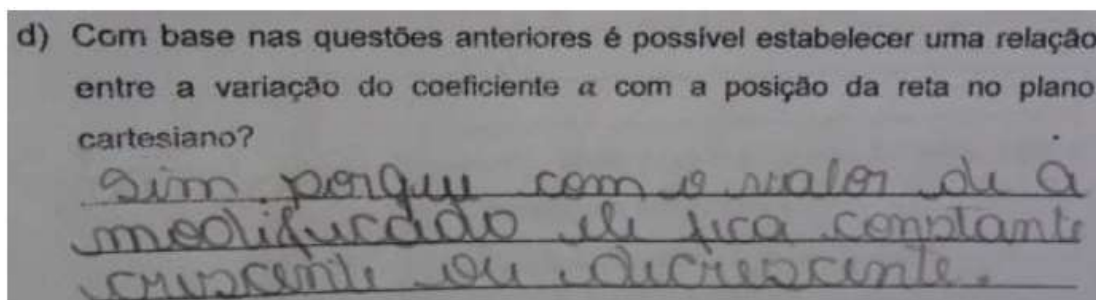 d) Com base nas questões anteriores é possível estabelecer uma relação
entre a variação do coeficiente a com a posição da reta no plano
cartesiano?
Sim, porque com o valor de a
modificado ele fica constante
crescente ou decrescente.